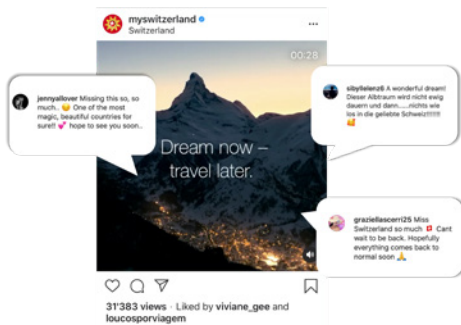 myswitzerland
Switzerland
00:28
jennyallover Missing this so, so
much.. 😔 One of the most
magic, beautiful countries for
sure!! 💕 hope to see you soon..
sibyllelenz6 A wonderful dream!
Dieser Albtraum wird nicht ewig
dauern und dann......nichts wie
los in die geliebte Schweiz!!!!!!!
🥰
Dream now –
travel later.
graziellascerri25 Miss
Switzerland so much 🇨🇭 Cant
wait to be back. Hopefully
everything comes back to
normal soon 🙏
31'383 views · Liked by viviane_gee and
loucosporviagem